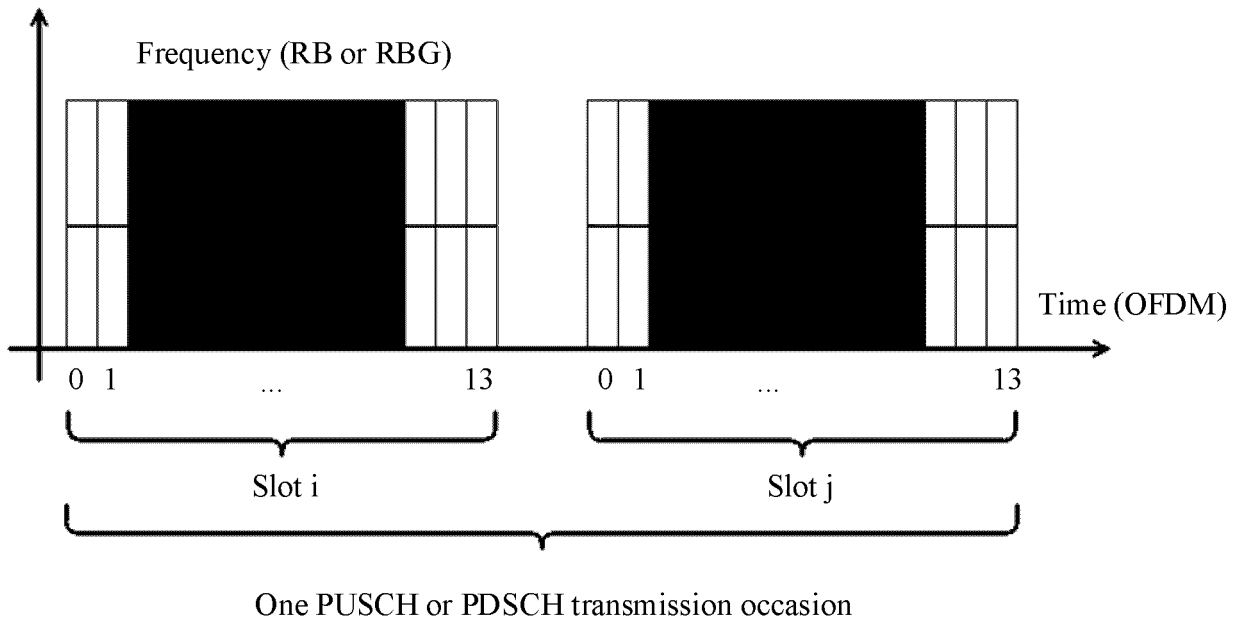 Frequency (RB or RBG)
Time (OFDM)
0 1 ... 13 0 1 ... 13
Slot i Slot j
One PUSCH or PDSCH transmission occasion